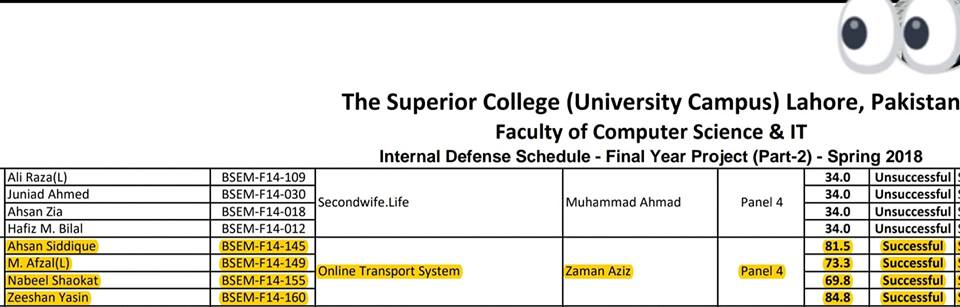 The Superior College (University Campus) Lahore, Pakistan
Faculty of Computer Science & IT
Internal Defense Schedule - Final Year Project (Part-2) - Spring 2018
Ali Raza(L) BSEM-F14-109 34.0 Unsuccessful
Juniad Ahmed BSEM-F14-030 34.0 Unsuccessful
Secondwife.Life Muhammad Ahmad Panel 4
Ahsan Zia BSEM-F14-018 34.0 Unsuccessful
Hafiz M. Bilal BSEM-F14-012 34.0 Unsuccessful
Ahsan Siddique BSEM-F14-145 81.5 Successful
M. Afzal(L) BSEM-F14-149 73.3 Successful
Online Transport System Zaman Aziz Panel 4
Nabeel Shaokat BSEM-F14-155 69.8 Successful
Zeeshan Yasin BSEM-F14-160 84.8 Successful